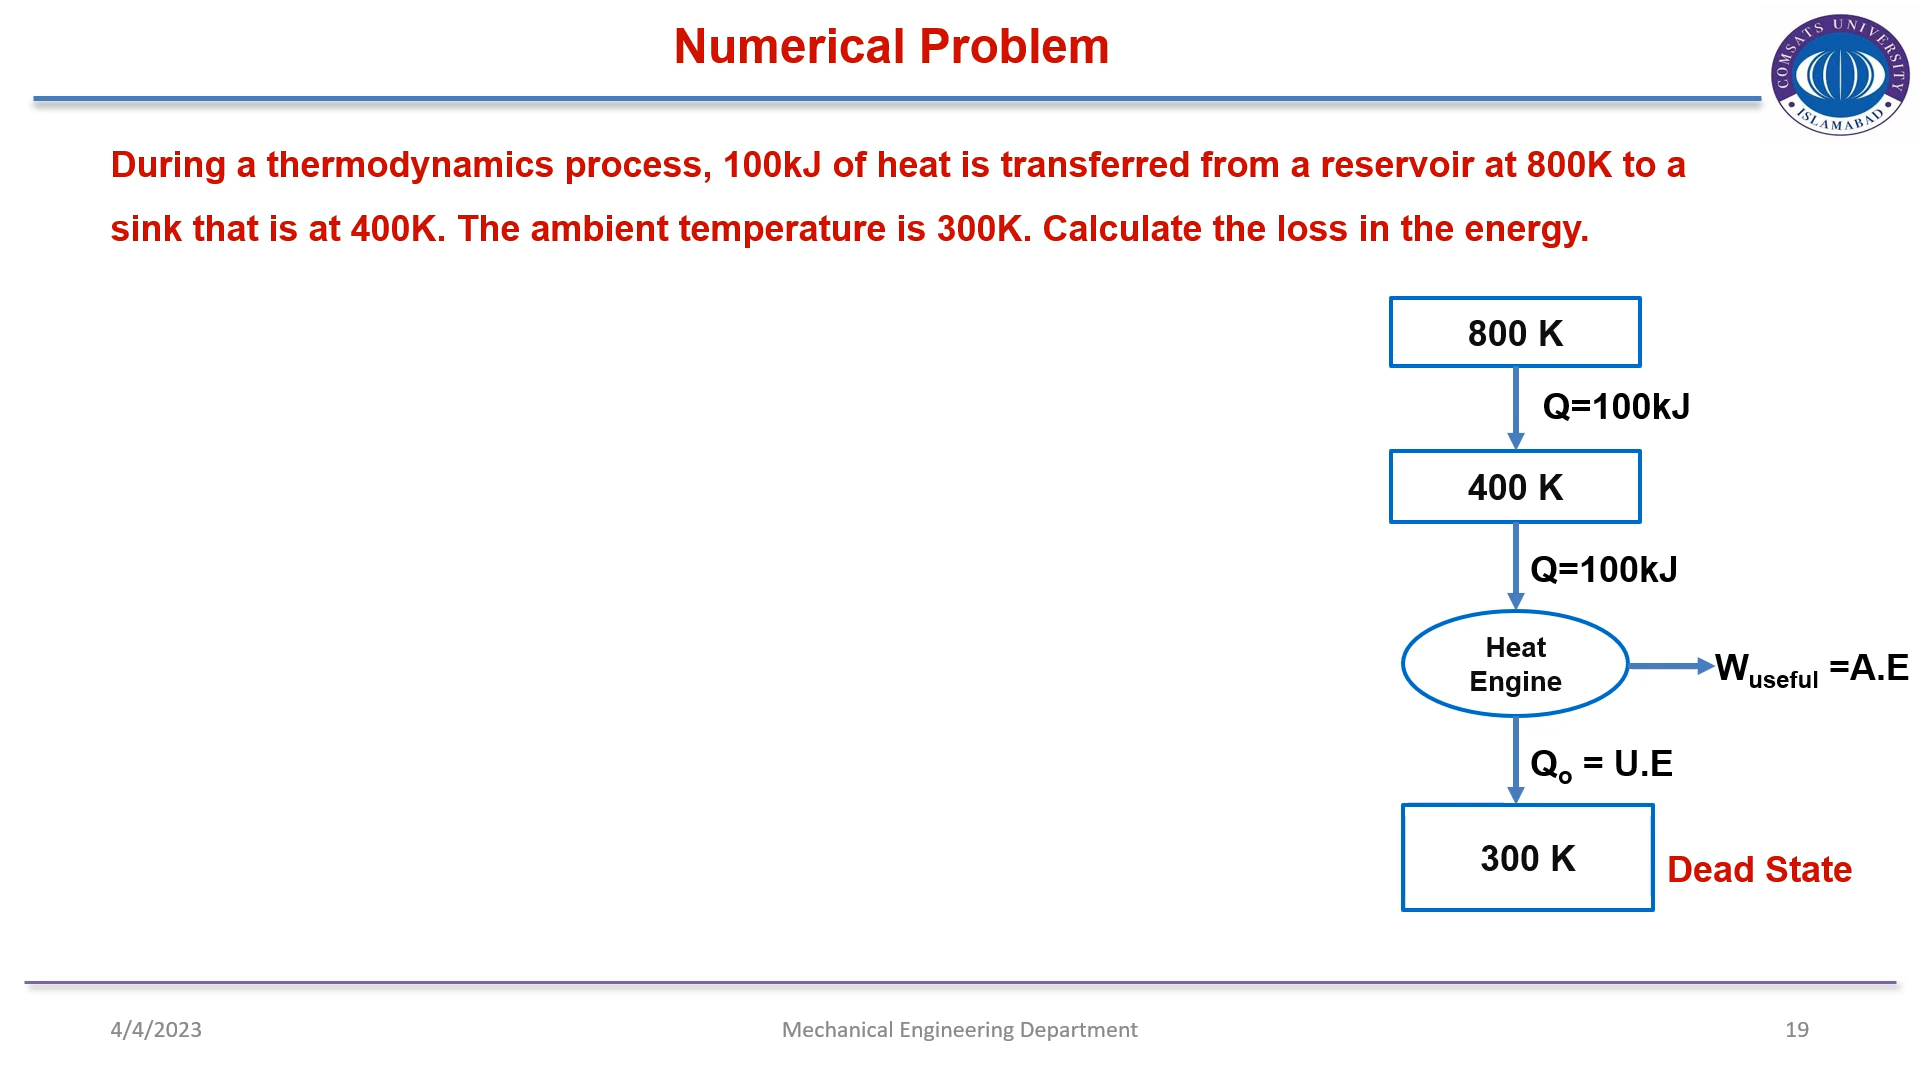 Numerical Problem
COMSATS UNIVERSITY
ISLAMABAD
During a thermodynamics process, 100kJ of heat is transferred from a reservoir at 800K to a
sink that is at 400K. The ambient temperature is 300K. Calculate the loss in the energy.
800 K
Q=100kJ
400 K
Q=100kJ
Heat
Engine
Wuseful =A.E
Qo = U.E
300 K
Dead State
4/4/2023
Mechanical Engineering Department
19